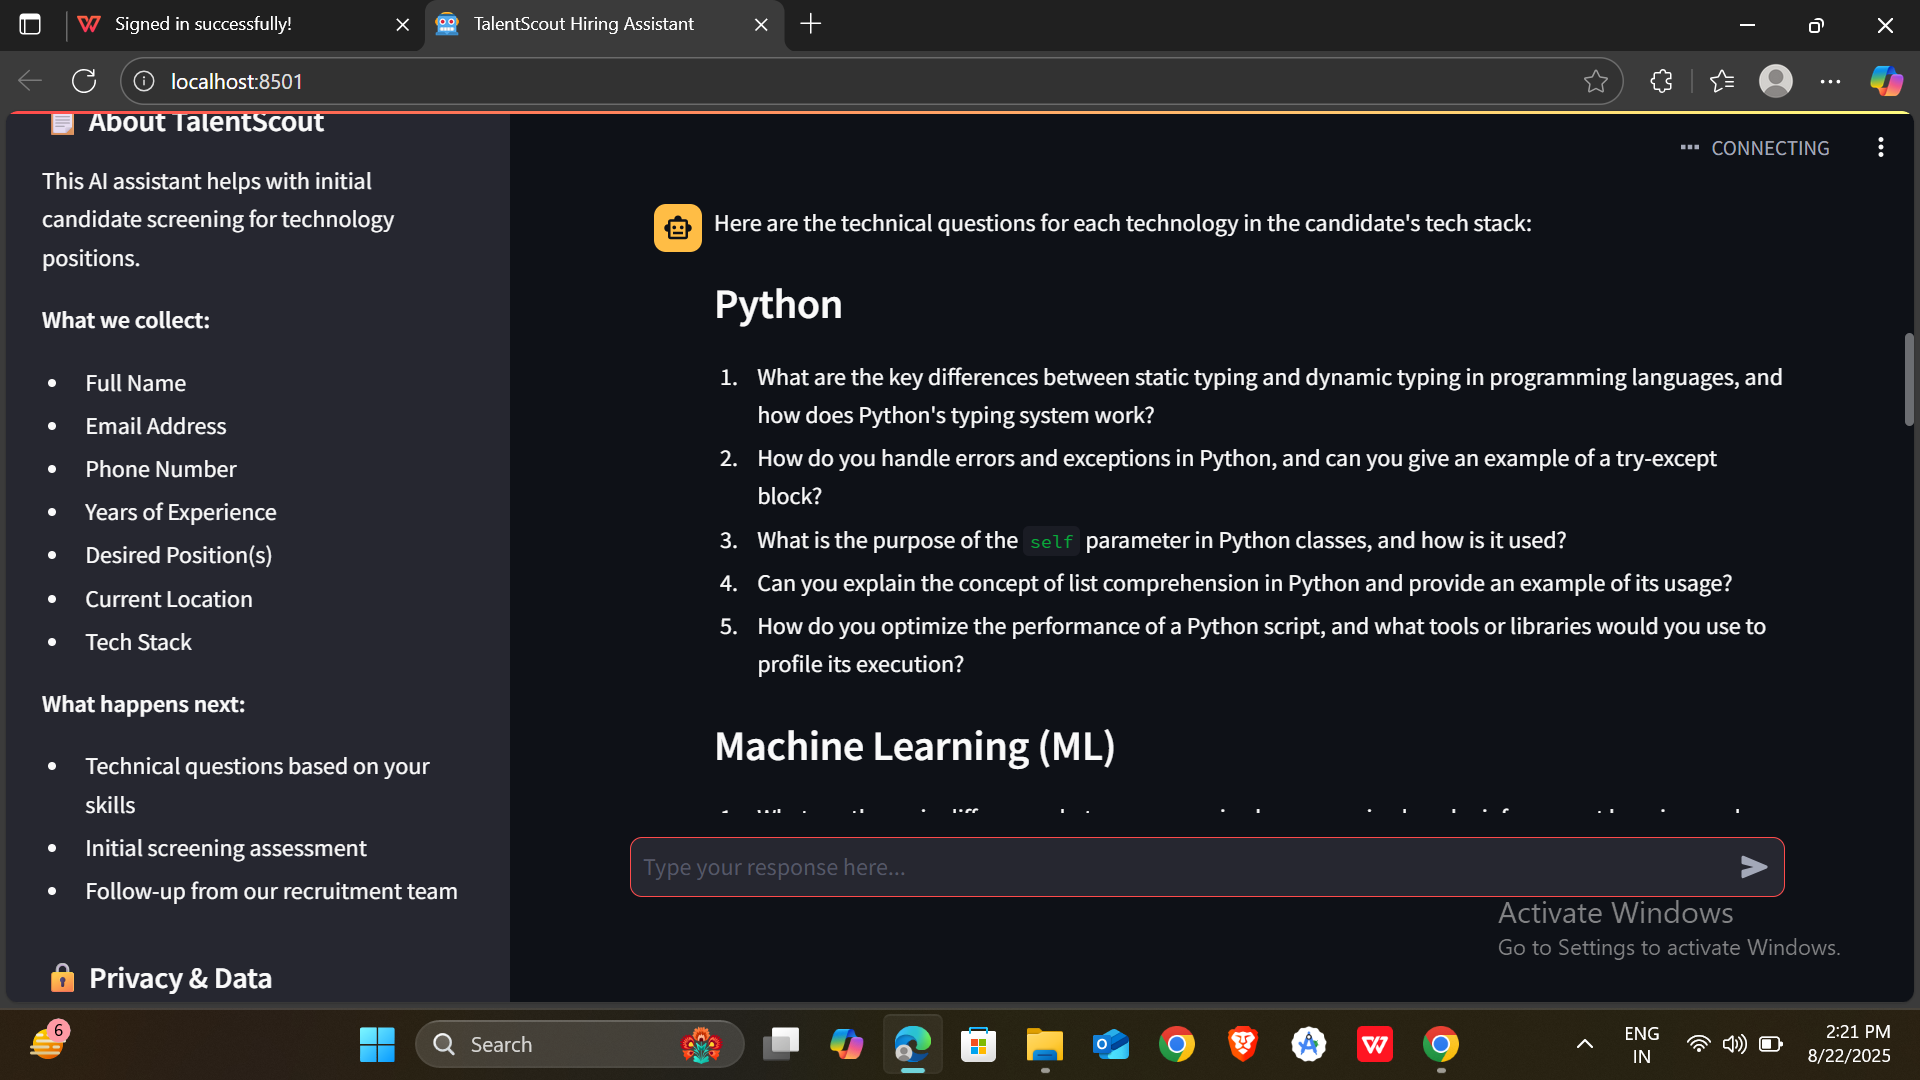 Signed in successfully!
TalentScout Hiring Assistant
localhost:8501
About TalentScout
This AI assistant helps with initial
candidate screening for technology
positions.
What we collect:
Full Name
Email Address
Phone Number
Years of Experience
Desired Position(s)
Current Location
Tech Stack
What happens next:
Technical questions based on your
skills
Initial screening assessment
Follow-up from our recruitment team
Privacy & Data
CONNECTING
Here are the technical questions for each technology in the candidate's tech stack:
Python
1. What are the key differences between static typing and dynamic typing in programming languages, and
how does Python's typing system work?
2. How do you handle errors and exceptions in Python, and can you give an example of a try-except
block?
3. What is the purpose of the self parameter in Python classes, and how is it used?
4. Can you explain the concept of list comprehension in Python and provide an example of its usage?
5. How do you optimize the performance of a Python script, and what tools or libraries would you use to
profile its execution?
Machine Learning (ML)
Type your response here...
Activate Windows
Go to Settings to activate Windows.
6
Search
ENG
IN
2:21 PM
8/22/2025